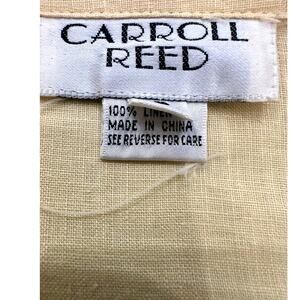 CARROLL
REED
100% LINEN
MADE IN CHINA
SEE REVERSE FOR CARE